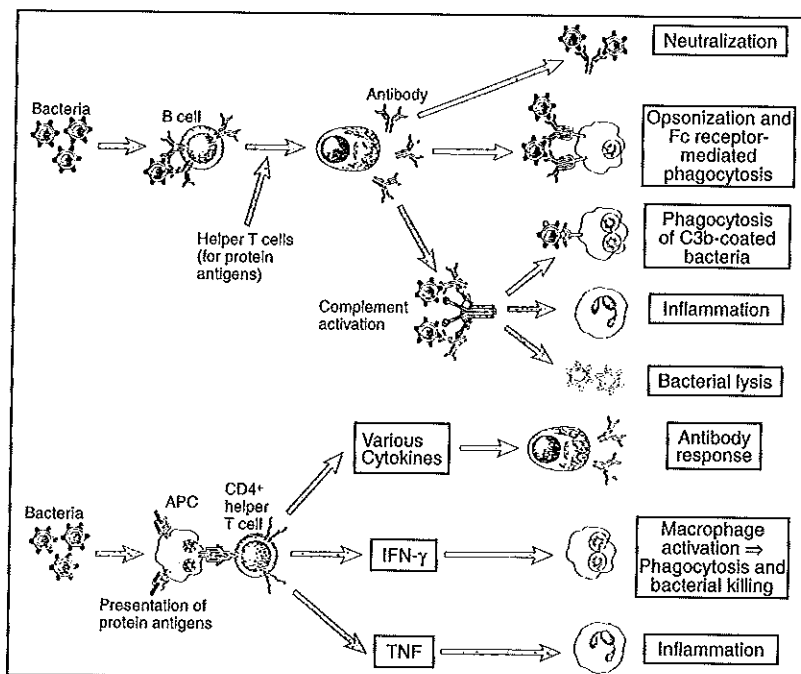 Neutralization
Bacteria
B cell
Antibody
Opsonization and
Fc receptor-
mediated
phagocytosis
Helper T cells
(for protein
antigens)
Phagocytosis
of C3b-coated
bacteria
Complement
activation
Inflammation
Bacterial lysis
Various
Cytokines
Antibody
response
Bacteria
APC
CD4+
helper
T cell
IFN-γ
Macrophage
activation ⇒
Phagocytosis and
bacterial killing
Presentation of
protein antigens
TNF
Inflammation